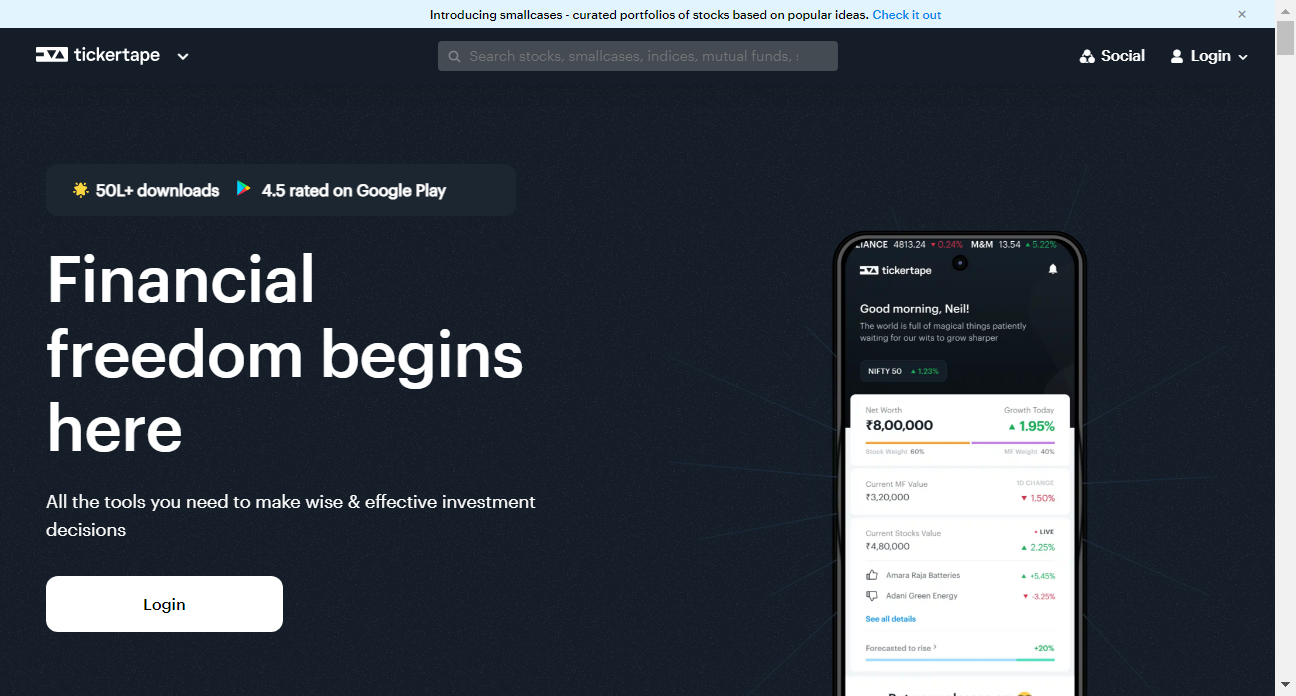 Introducing smallcases - curated portfolios of stocks based on popular ideas. Check it out
tickertape
Search stocks, smallcases, indices, mutual funds,
Social
Login
50L+ downloads
4.5 rated on Google Play
Financial
freedom begins
here
All the tools you need to make wise & effective investment
decisions
Login
LIANCE 4813.24 ▼0.24% M&M 13.54 ▲5.22%
tickertape
Good morning, Neil!
The world is full of magical things patiently
waiting for our wits to grow sharper
NIFTY 50 ▲1.23%
Net Worth Growth Today
₹8,00,000 ▲ 1.95%
Stock Weight 60% MF Weight 40%
Current MF Value 1D CHANGE
₹3,20,000 ▼ 1.50%
Current Stocks Value • LIVE
₹4,80,000 ▲ 2.25%
Amara Raja Batteries ▲ +5.45%
Adani Green Energy ▼ -3.25%
See all details
Forecasted to rise > +20%